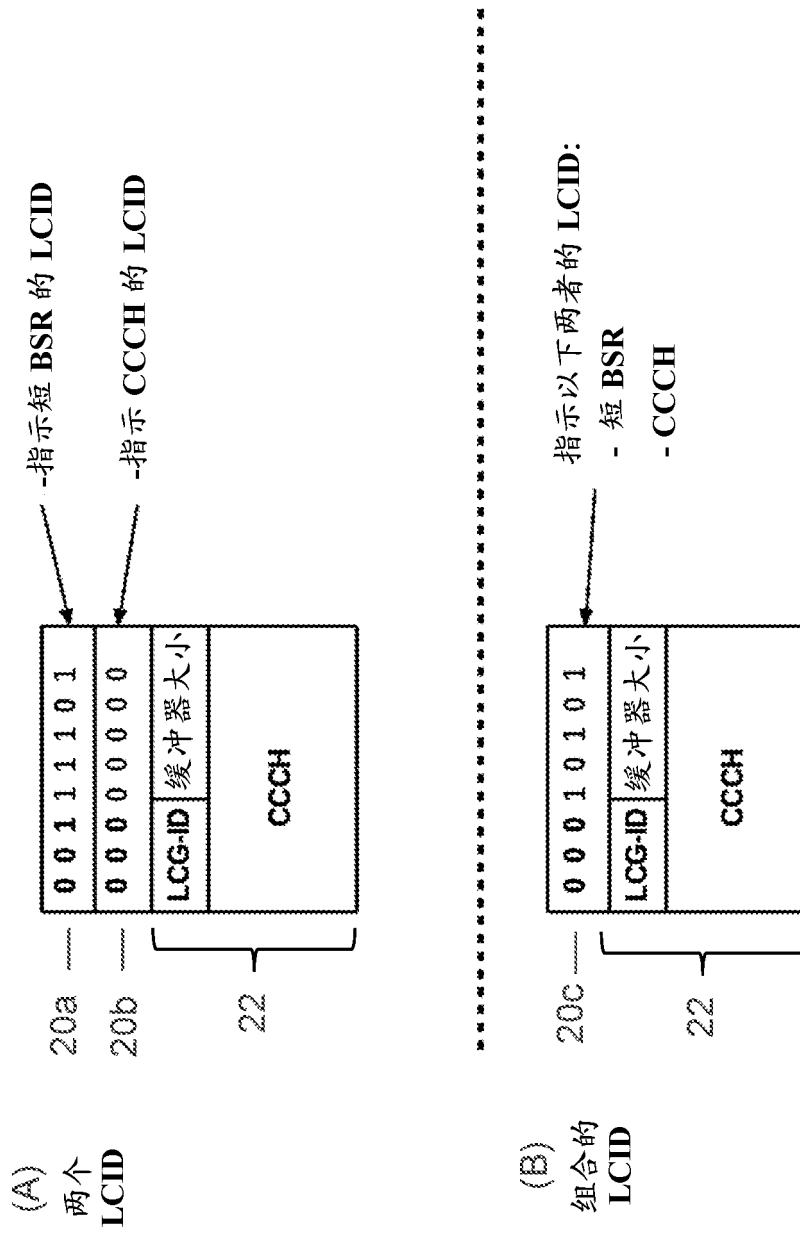 (A)
两个
LCID
20a
0 0 1 1 1 1 0 1
-指示短 BSR 的 LCID
20b
0 0 0 0 0 0 0 0
-指示 CCCH 的 LCID
LCG-ID 缓冲器大小
22
CCCH
(B)
组合的
LCID
20c
0 0 0 1 0 1 0 1
指示以下两者的 LCID:
- 短 BSR
- CCCH
LCG-ID 缓冲器大小
22
CCCH